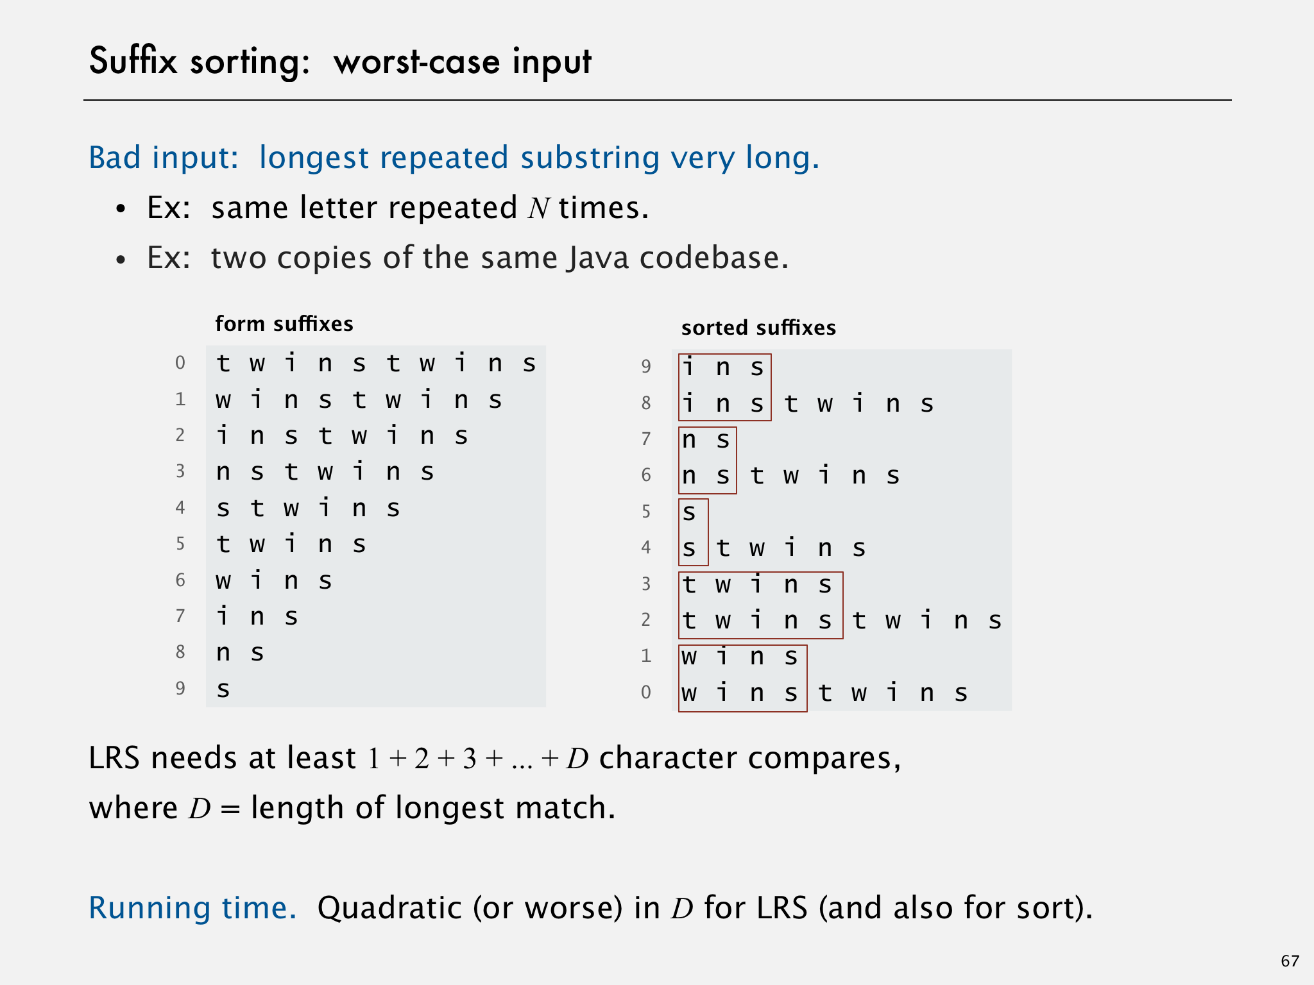 Suffix sorting: worst-case input
Bad input: longest repeated substring very long.
• Ex: same letter repeated N times.
• Ex: two copies of the same Java codebase.
form suffixes
0 t w i n s t w i n s
1 w i n s t w i n s
2 i n s t w i n s
3 n s t w i n s
4 s t w i n s
5 t w i n s
6 w i n s
7 i n s
8 n s
9 s
sorted suffixes
9 i n s
8 i n s t w i n s
7 n s
6 n s t w i n s
5 s
4 s t w i n s
3 t w i n s
2 t w i n s t w i n s
1 w i n s
0 w i n s t w i n s
LRS needs at least 1 + 2 + 3 + ... + D character compares,
where D = length of longest match.
Running time. Quadratic (or worse) in D for LRS (and also for sort).
67